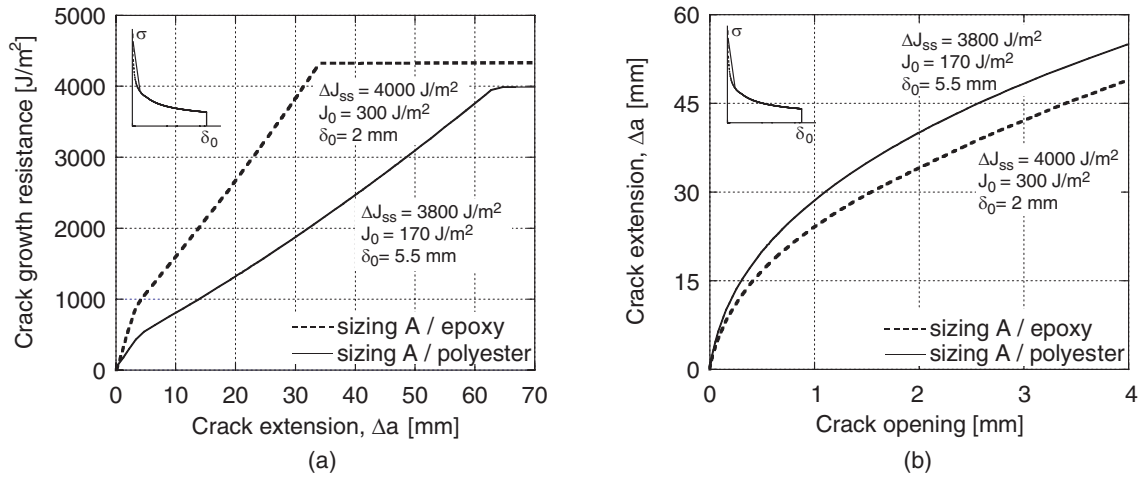 5000
4000
3000
2000
1000
0
Crack growth resistance [J/m²]
σ
δ₀
ΔJss = 4000 J/m²
J₀ = 300 J/m²
δ₀= 2 mm
ΔJss = 3800 J/m²
J₀ = 170 J/m²
δ₀= 5.5 mm
sizing A / epoxy
sizing A / polyester
0 10 20 30 40 50 60 70
Crack extension, Δa [mm]
(a)
60
45
30
15
0
Crack extension, Δa [mm]
σ
δ₀
ΔJss = 3800 J/m²
J₀ = 170 J/m²
δ₀= 5.5 mm
ΔJss = 4000 J/m²
J₀ = 300 J/m²
δ₀= 2 mm
sizing A / epoxy
sizing A / polyester
0 1 2 3 4
Crack opening [mm]
(b)